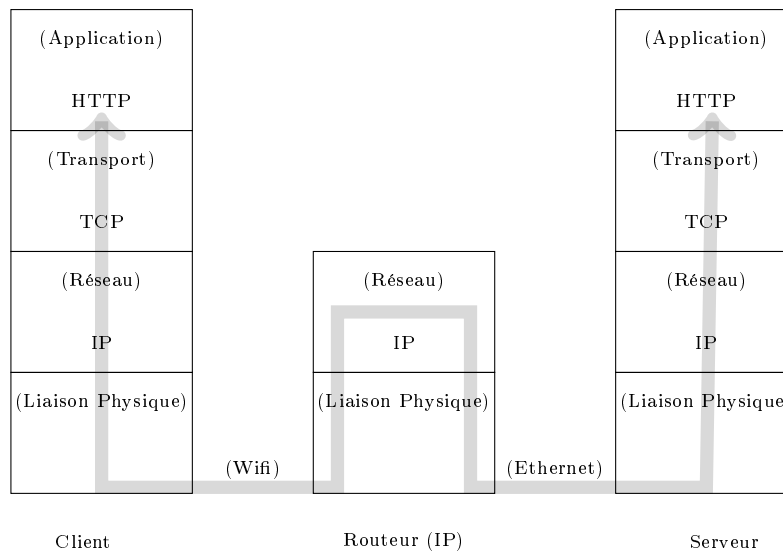 (Application)
HTTP
(Transport)
TCP
(Réseau)
IP
(Liaison Physique)
Client
(Wifi)
(Réseau)
IP
(Liaison Physique)
Routeur (IP)
(Ethernet)
(Application)
HTTP
(Transport)
TCP
(Réseau)
IP
(Liaison Physique)
Serveur